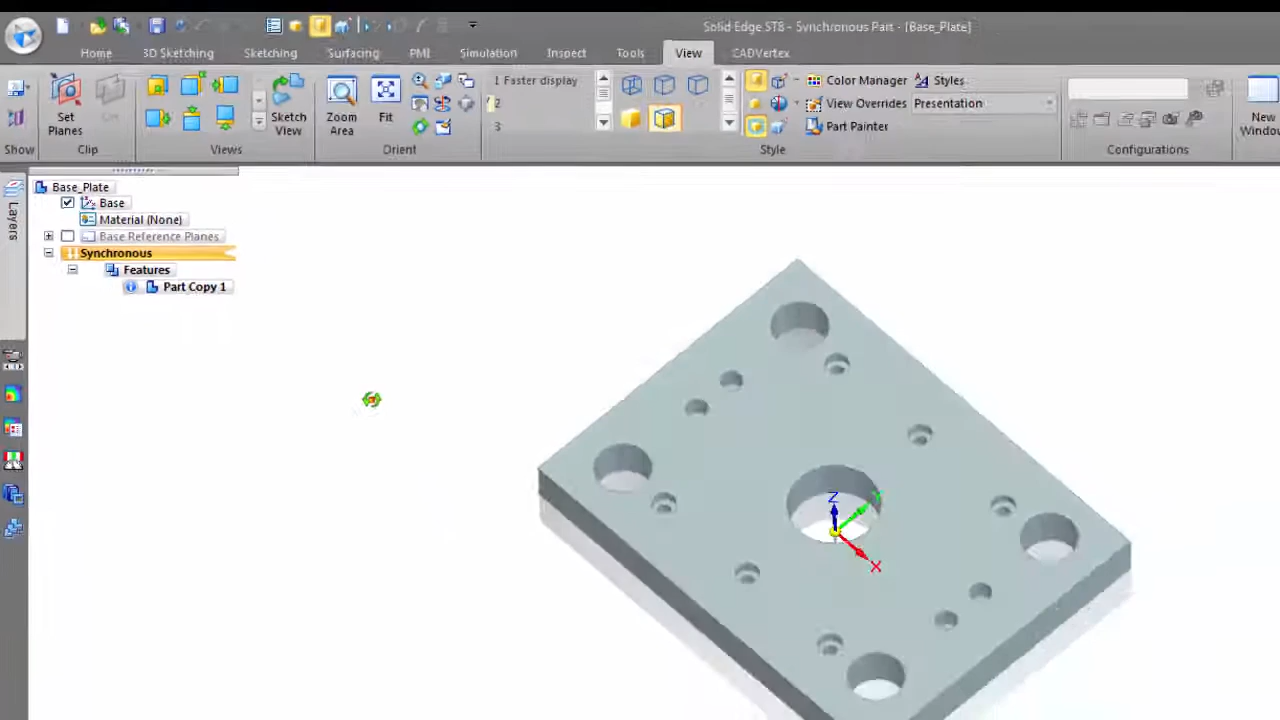 Solid Edge ST8 - Synchronous Part - [Base_Plate]
Home 3D Sketching Sketching Surfacing PMI Simulation Inspect Tools View CADVertex
Set Planes
Zoom Area
Fit
Sketch View
1 Faster display
2
3
Color Manager
Styles
View Overrides
Presentation
Part Painter
New Window
Show Clip Views Orient Style Configurations
Layers
Base_Plate
Base
Material (None)
Base Reference Planes
Synchronous
Features
Part Copy 1
Z
X